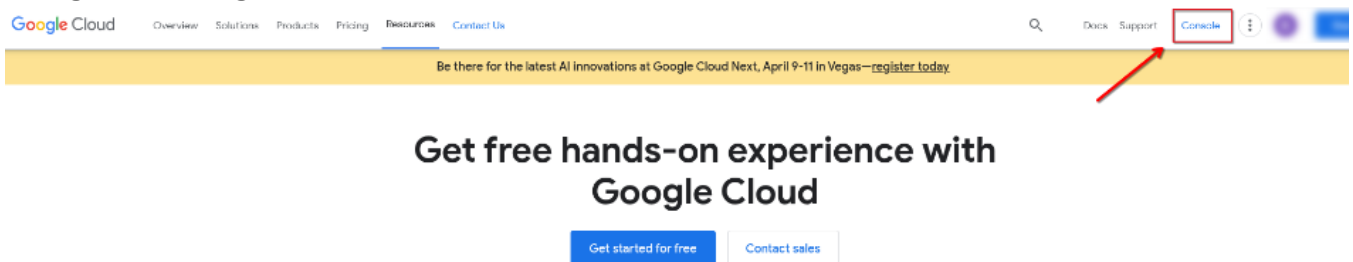 Google Cloud Overview Solutions Products Pricing Resources Contact Us Docs Support Console
Be there for the latest AI innovations at Google Cloud Next, April 9-11 in Vegas—register today
Get free hands-on experience with
Google Cloud
Get started for free Contact sales